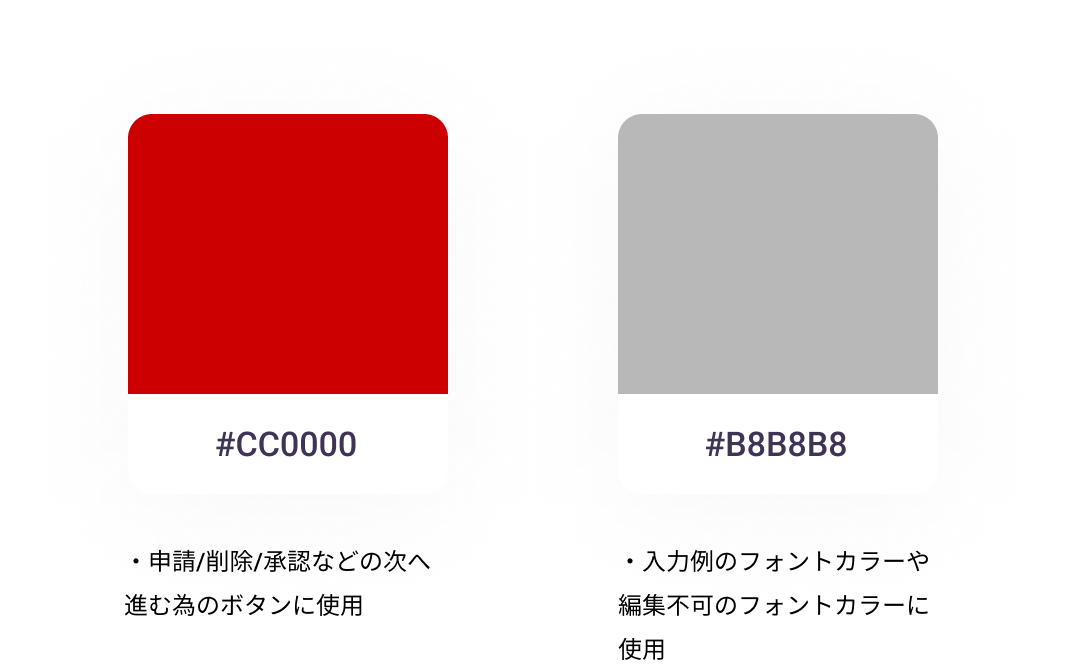 #CC0000
・申請/削除/承認などの次へ
進む為のボタンに使用
#B8B8B8
・入力例のフォントカラーや
編集不可のフォントカラーに
使用